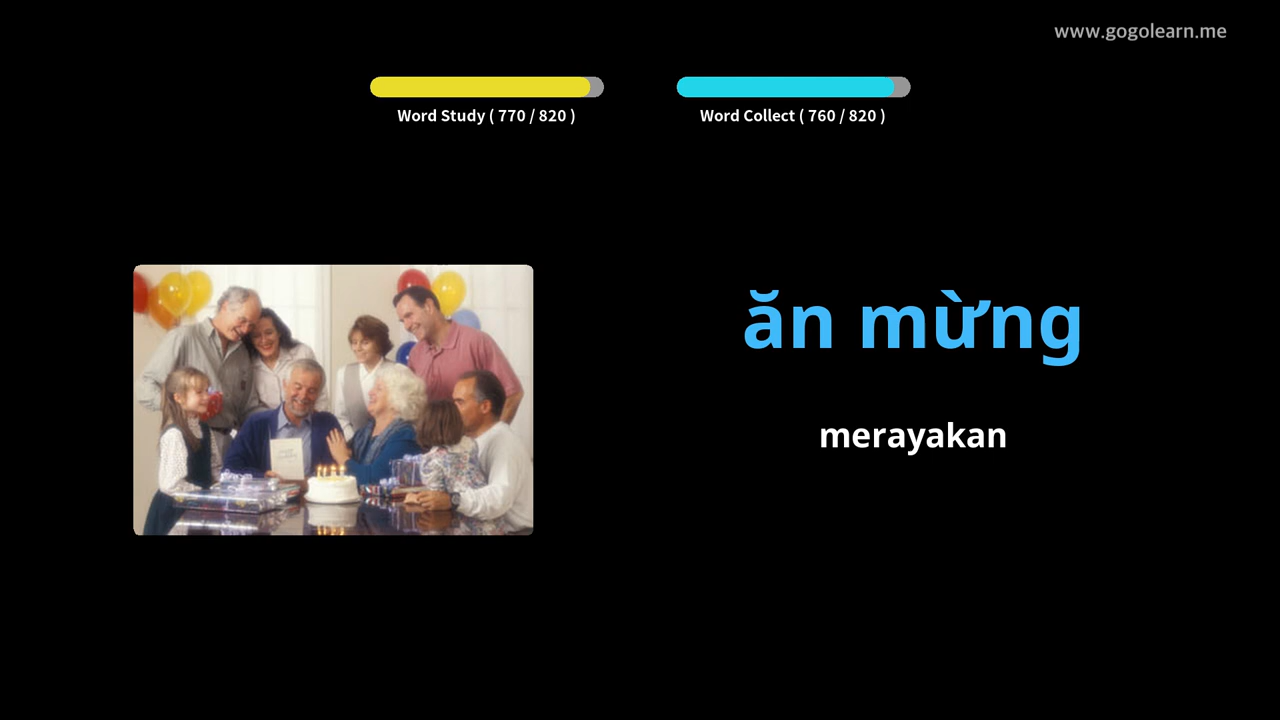 www.gogolearn.me
Word Study ( 770 / 820 )
Word Collect ( 760 / 820 )
ăn mừng
merayakan